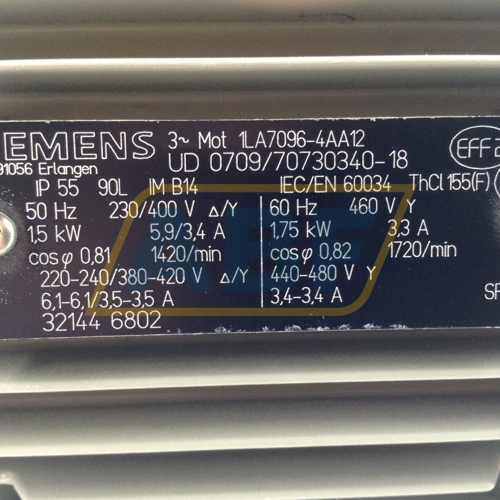 SIEMENS 3~ Mot 1LA7096-4AA12
91056 Erlangen UD 0709/70730340-18 EFF2
IP 55 90L IM B14 IEC/EN 60034 ThCl 155(F)
50 Hz 230/400 V Δ/Y 60 Hz 460 V Y
1,5 kW 5,9/3,4 A 1,75 kW 3,3 A
cos φ 0,81 1420/min cos φ 0,82 1720/min
220-240/380-420 V Δ/Y 440-480 V Y
6,1-6,1/3,5-3,5 A 3,4-3,4 A SF
32144 6802